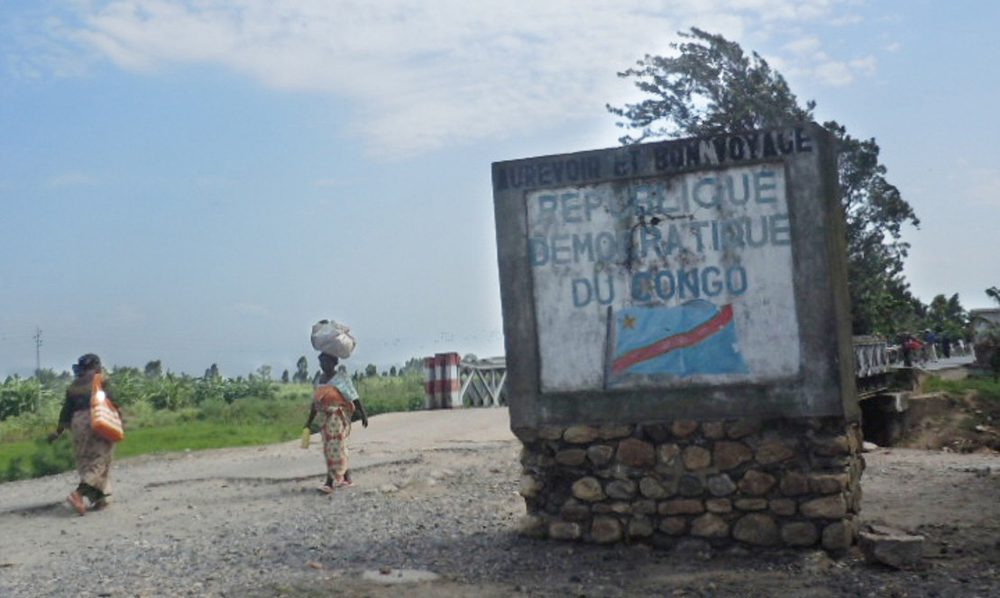 AUREVOIR ET BONNVOYAGE
REPUBLIQUE
DEMOCRATIQUE
DU CONGO